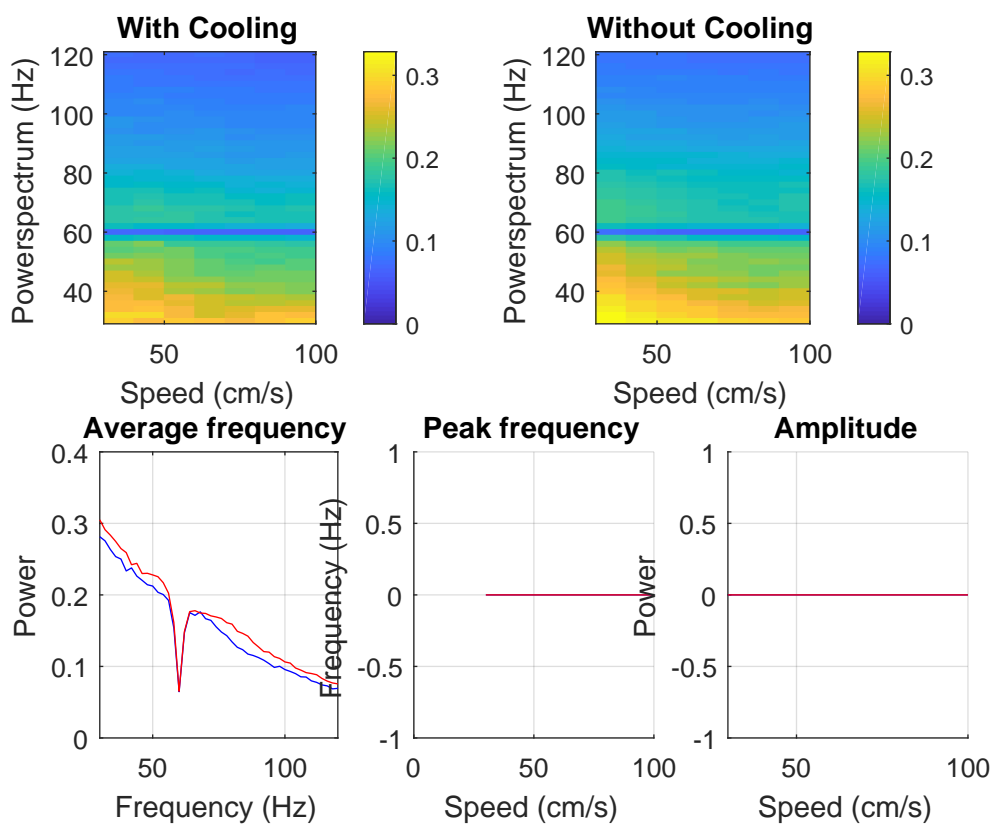 With Cooling
Without Cooling
Powerspectrum (Hz)
120
100
80
60
40
50
100
Speed (cm/s)
0.3
0.2
0.1
0
Powerspectrum (Hz)
120
100
80
60
40
50
100
Speed (cm/s)
0.3
0.2
0.1
0
Average frequency
Power
0.4
0.3
0.2
0.1
0
50
100
Frequency (Hz)
Peak frequency
Frequency (Hz)
1
0.5
0
-0.5
-1
0
50
100
Speed (cm/s)
Amplitude
Power
1
0.5
0
-0.5
-1
50
100
Speed (cm/s)